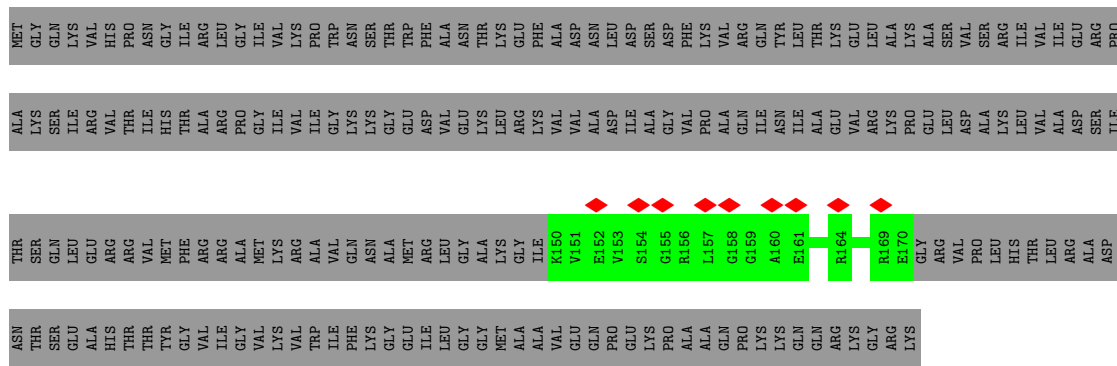 MET GLY GLN LYS VAL HIS PRO ASN GLY ILE ARG LEU GLY ILE VAL LYS PRO TRP ASN SER THR TRP PHE ALA ASN THR LYS GLU PHE ALA ASP ASN LEU ASP SER ASP PHE LYS VAL ARG GLN TYR LEU THR LYS GLU LEU ALA LYS ALA SER VAL SER ARG ILE VAL ILE GLU ARG PRO
ALA LYS SER ILE ARG VAL THR ILE HIS THR ALA ARG PRO GLY ILE VAL ILE GLY LYS LYS GLY GLU ASP VAL GLU LYS LEU ARG LYS VAL VAL ALA ASP ILE ALA GLY VAL PRO ALA GLN ILE ASN ILE ALA GLU VAL ARG LYS PRO GLU LEU ASP ALA LYS LEU VAL ALA ASP SER ILE
THR SER GLN LEU GLU ARG ARG VAL MET PHE ARG ARG ALA MET LYS ARG ALA VAL GLN ASN ALA MET ARG LEU GLY ALA LYS GLY ILE K150 V151 E152 V153 S154 G155 R156 L157 G158 G159 A160 E161 R164 R169 E170 GLY ARG VAL PRO LEU HIS THR LEU ARG ALA ASP
ASN THR SER GLU ALA HIS THR THR TYR GLY VAL ILE GLY VAL LYS VAL TRP ILE PHE LYS GLY GLU ILE LEU GLY GLY MET ALA ALA VAL GLU GLN PRO GLU LYS PRO ALA ALA GLN PRO LYS LYS GLN GLN ARG LYS GLY ARG LYS